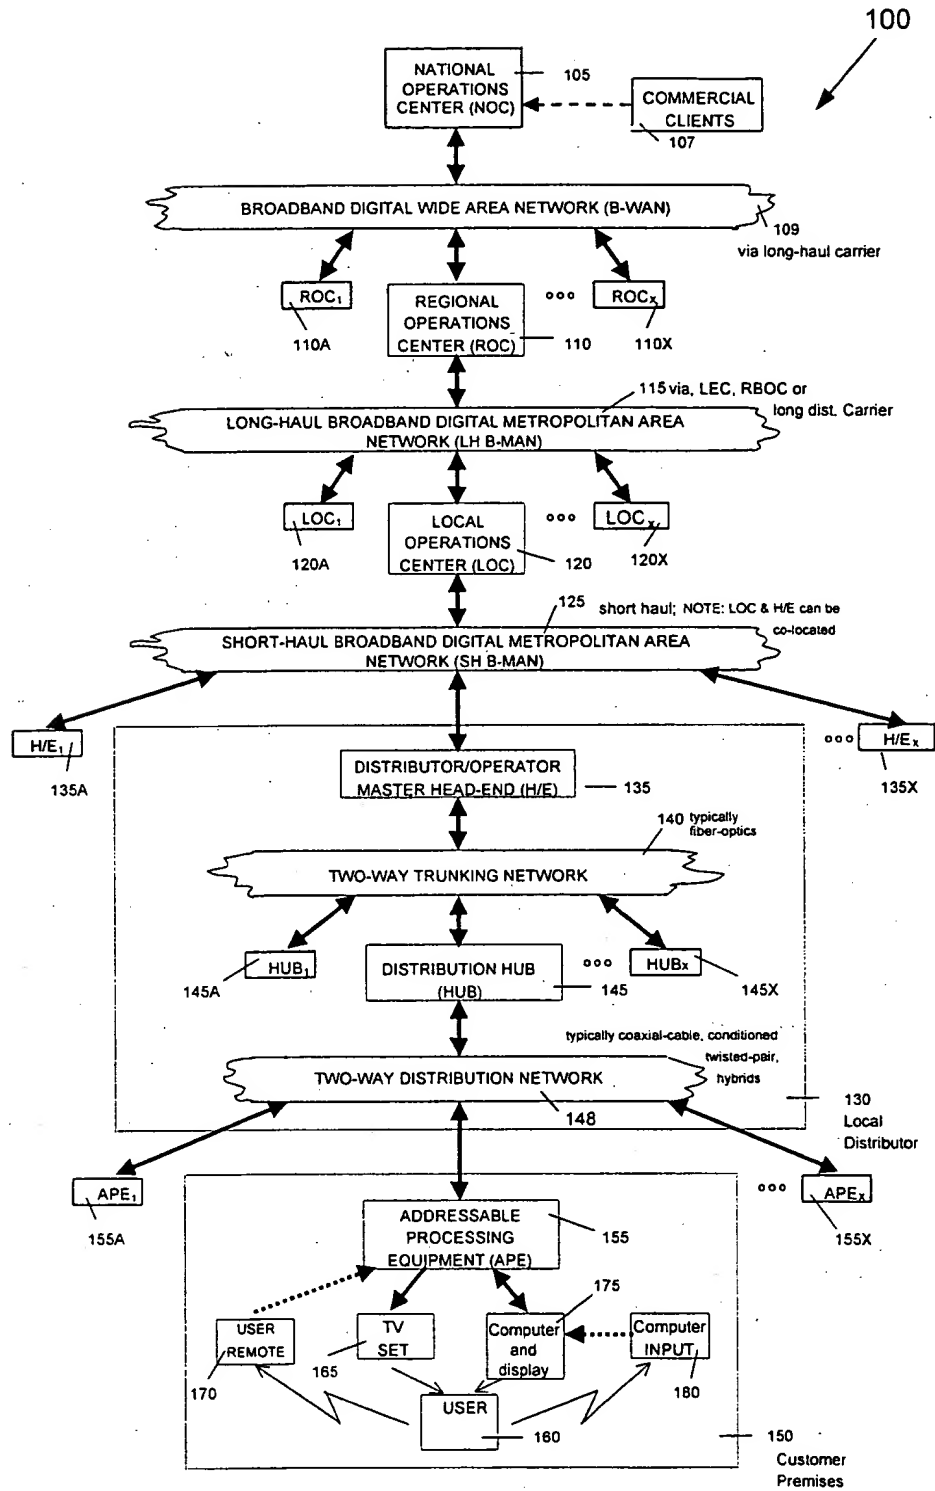 100
NATIONAL
OPERATIONS
CENTER (NOC)
105
COMMERCIAL
CLIENTS
107
BROADBAND DIGITAL WIDE AREA NETWORK (B-WAN)
109
via long-haul carrier
ROC1
110A
REGIONAL
OPERATIONS
CENTER (ROC)
110
ROCx
110X
115 via, LEC, RBOC or
long dist. Carrier
LONG-HAUL BROADBAND DIGITAL METROPOLITAN AREA
NETWORK (LH B-MAN)
LOC1
120A
LOCAL
OPERATIONS
CENTER (LOC)
120
LOCx
120X
125 short haul; NOTE: LOC & H/E can be
co-located
SHORT-HAUL BROADBAND DIGITAL METROPOLITAN AREA
NETWORK (SH B-MAN)
H/E1
135A
DISTRIBUTOR/OPERATOR
MASTER HEAD-END (H/E)
135
H/Ex
135X
140 typically
fiber-optics
TWO-WAY TRUNKING NETWORK
HUB1
145A
DISTRIBUTION HUB
(HUB)
145
HUBx
145X
typically coaxial-cable, conditioned
twisted-pair,
hybrids
TWO-WAY DISTRIBUTION NETWORK
148
130
Local
Distributor
APE1
155A
ADDRESSABLE
PROCESSING
EQUIPMENT (APE)
155
APEx
155X
175
USER
REMOTE
170
TV
SET
165
Computer
and
display
Computer
INPUT
180
USER
160
150
Customer
Premises